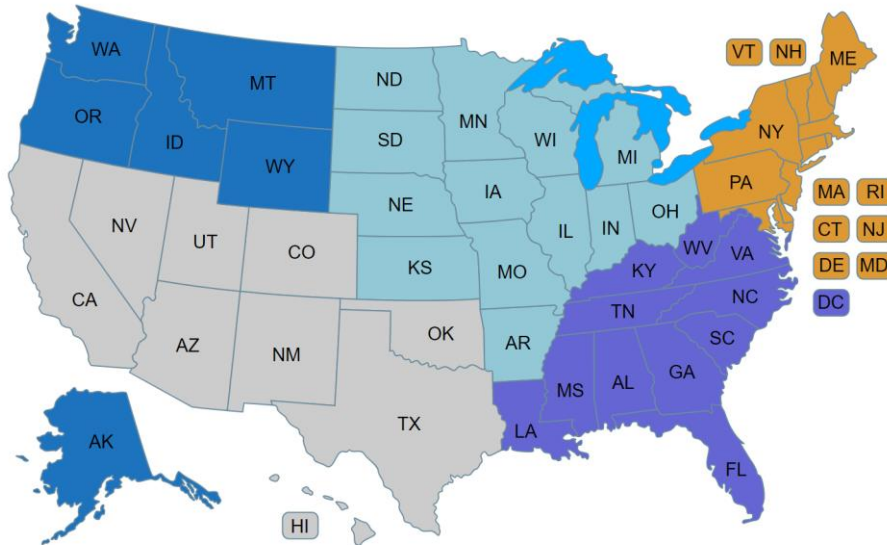 WA
MT
ND
MN
VT
NH
ME
OR
ID
WY
SD
WI
MI
NY
NE
IA
PA
MA
RI
NV
UT
CO
KS
MO
IL
IN
OH
WV
VA
CT
NJ
KY
DE
MD
CA
AZ
NM
OK
AR
TN
NC
DC
SC
MS
AL
GA
TX
LA
FL
AK
HI